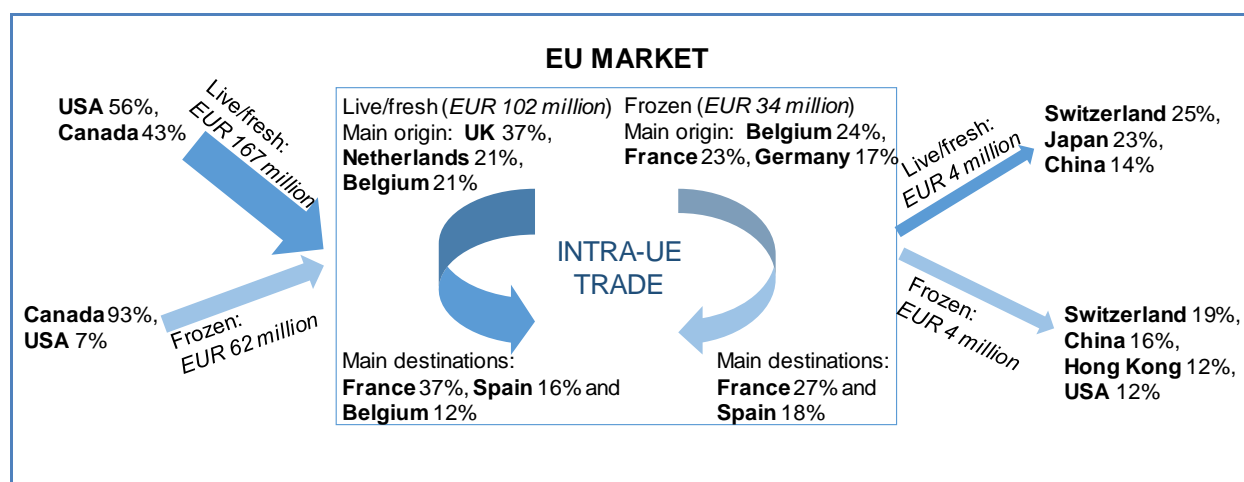 EU MARKET
USA 56%,
Canada 43%
Live/fresh:
EUR 167 million
Canada 93%,
USA 7%
Frozen:
EUR 62 million
Live/fresh (EUR 102 million)
Main origin: UK 37%,
Netherlands 21%,
Belgium 21%
Frozen (EUR 34 million)
Main origin: Belgium 24%,
France 23%, Germany 17%
INTRA-UE
TRADE
Main destinations:
France 37%, Spain 16% and
Belgium 12%
Main destinations:
France 27% and
Spain 18%
Live/fresh:
EUR 4 million
Switzerland 25%,
Japan 23%,
China 14%
Frozen:
EUR 4 million
Switzerland 19%,
China 16%,
Hong Kong 12%,
USA 12%